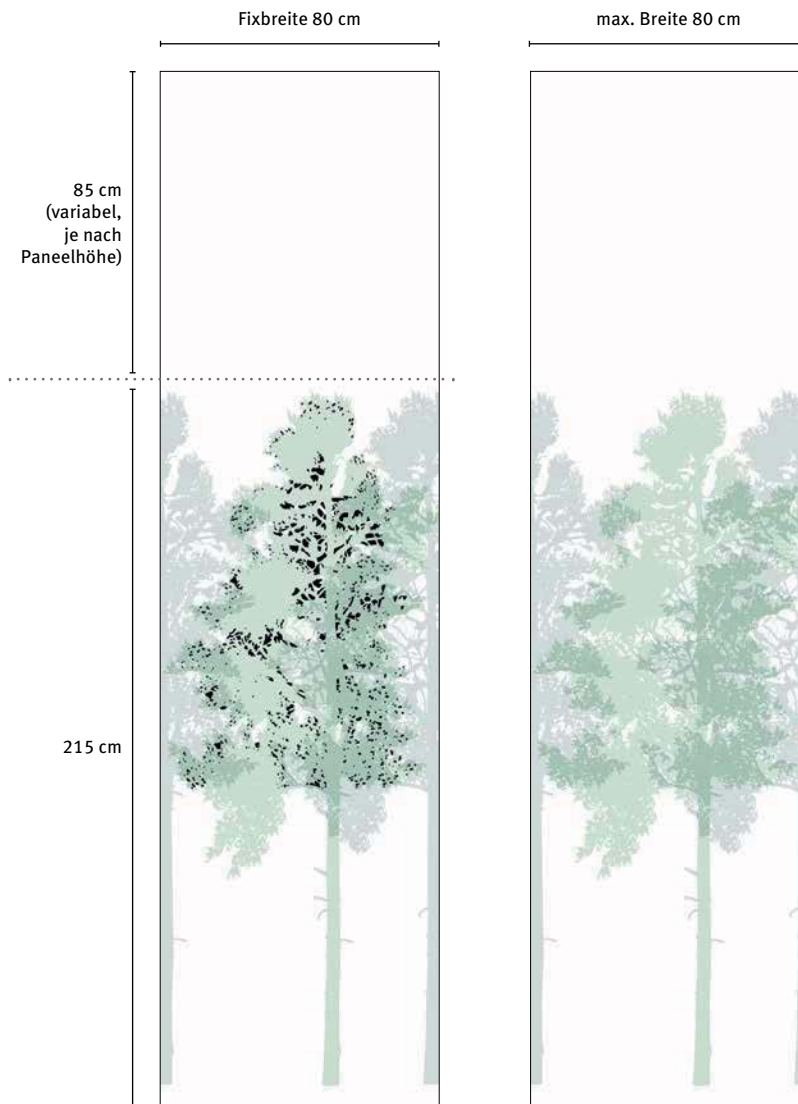 Fixbreite 80 cm
max. Breite 80 cm
85 cm
(variabel,
je nach
Paneelhöhe)
215 cm